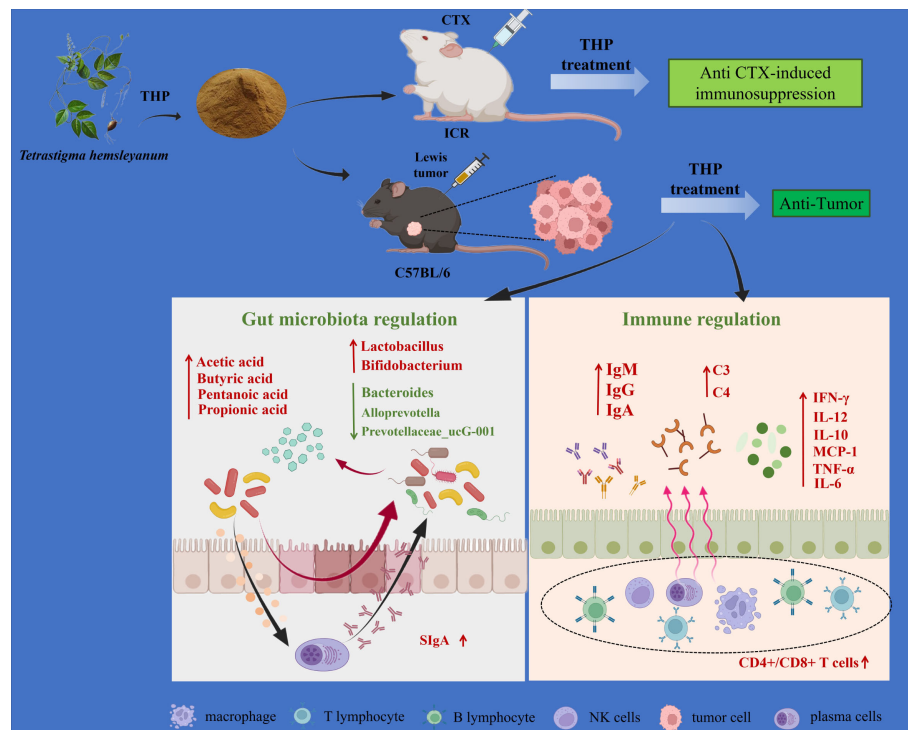 CTX
THP
treatment
Anti CTX-induced
immunosuppression
THP
Tetrastigma hemsleyanum
ICR
Lewis
tumor
THP
treatment
Anti-Tumor
C57BL/6
Gut microbiota regulation
Acetic acid
Butyric acid
Pentanoic acid
Propionic acid
Lactobacillus
Bifidobacterium
Bacteroides
Alloprevotella
Prevotellaceae_ucG-001
SIgA
Immune regulation
IgM
IgG
IgA
C3
C4
IFN-γ
IL-12
IL-10
MCP-1
TNF-α
IL-6
CD4+/CD8+ T cells
macrophage
T lymphocyte
B lymphocyte
NK cells
tumor cell
plasma cells